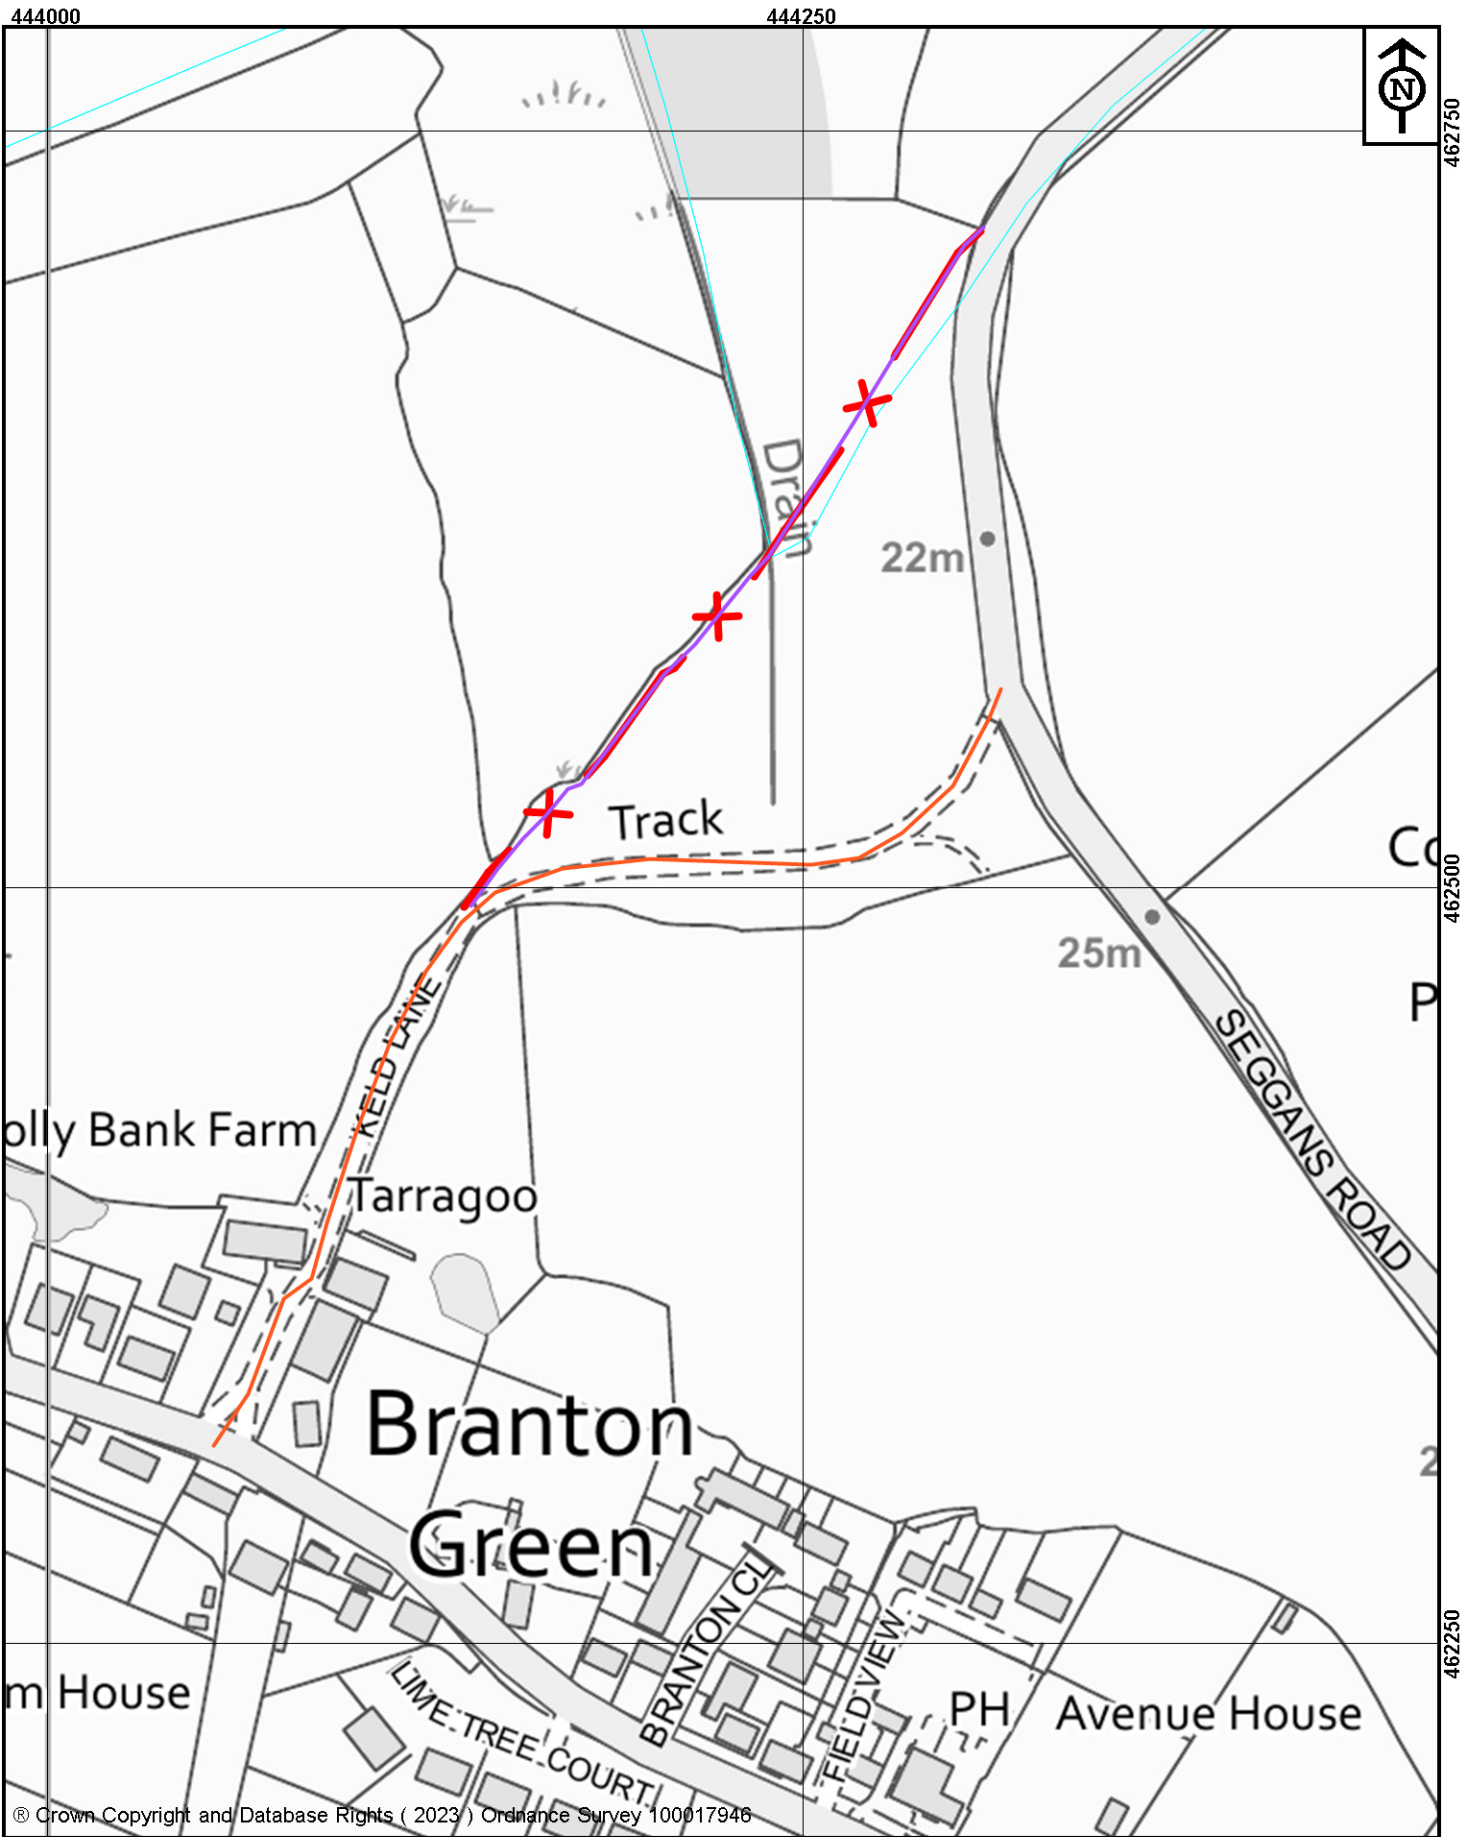 444000
444250
N
462750
Drain
22m
Track
462500
25m
KELD LANE
SEGGANS ROAD
olly Bank Farm
Tarragoo
Branton
Green
BRANTON CL
FIELD VIEW
462250
m House
LIME TREE COURT
PH
Avenue House
® Crown Copyright and Database Rights ( 2023 ) Ordnance Survey 100017946